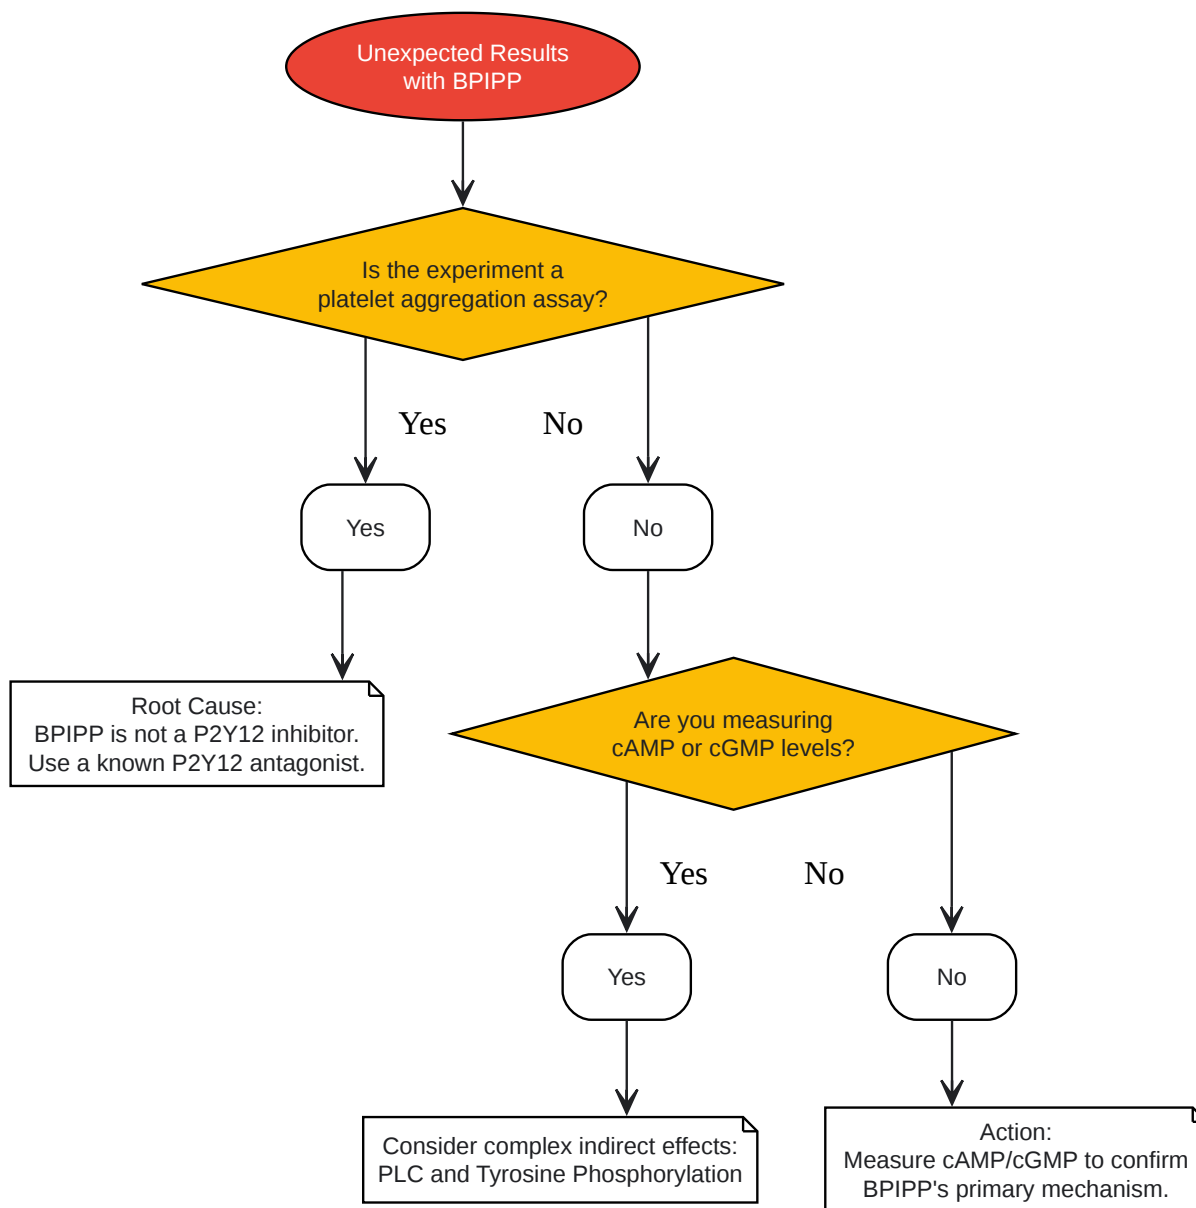 Unexpected Results
with BPIPP
Is the experiment a
platelet aggregation assay?
Yes
No
Yes
No
Root Cause:
BPIPP is not a P2Y12 inhibitor.
Use a known P2Y12 antagonist.
Are you measuring
cAMP or cGMP levels?
Yes
No
Yes
No
Consider complex indirect effects:
PLC and Tyrosine Phosphorylation
Action:
Measure cAMP/cGMP to confirm
BPIPP's primary mechanism.